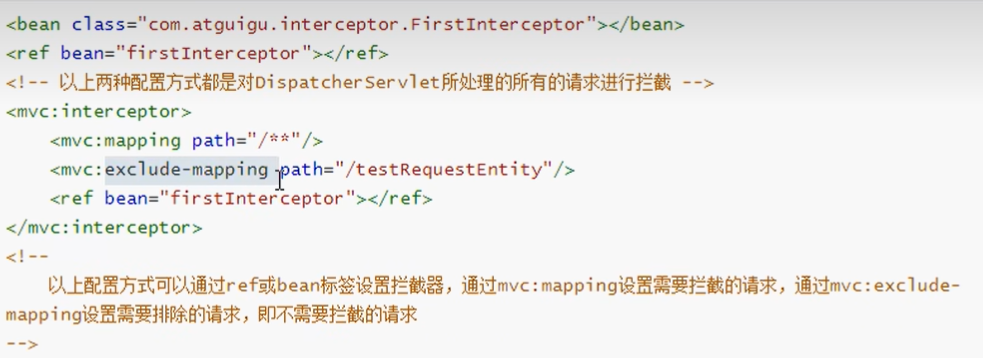 <bean class="com.atguigu.interceptor.FirstInterceptor"></bean>
<ref bean="firstInterceptor"></ref>
<!-- 以上两种配置方式都是对DispatcherServlet所处理的所有的请求进行拦截 -->
<mvc:interceptor>
    <mvc:mapping path="/**"/>
    <mvc:exclude-mapping path="/testRequestEntity"/>
    <ref bean="firstInterceptor"></ref>
</mvc:interceptor>
<!--
    以上配置方式可以通过ref或bean标签设置拦截器，通过mvc:mapping设置需要拦截的请求，通过mvc:exclude-
mapping设置需要排除的请求，即不需要拦截的请求
-->